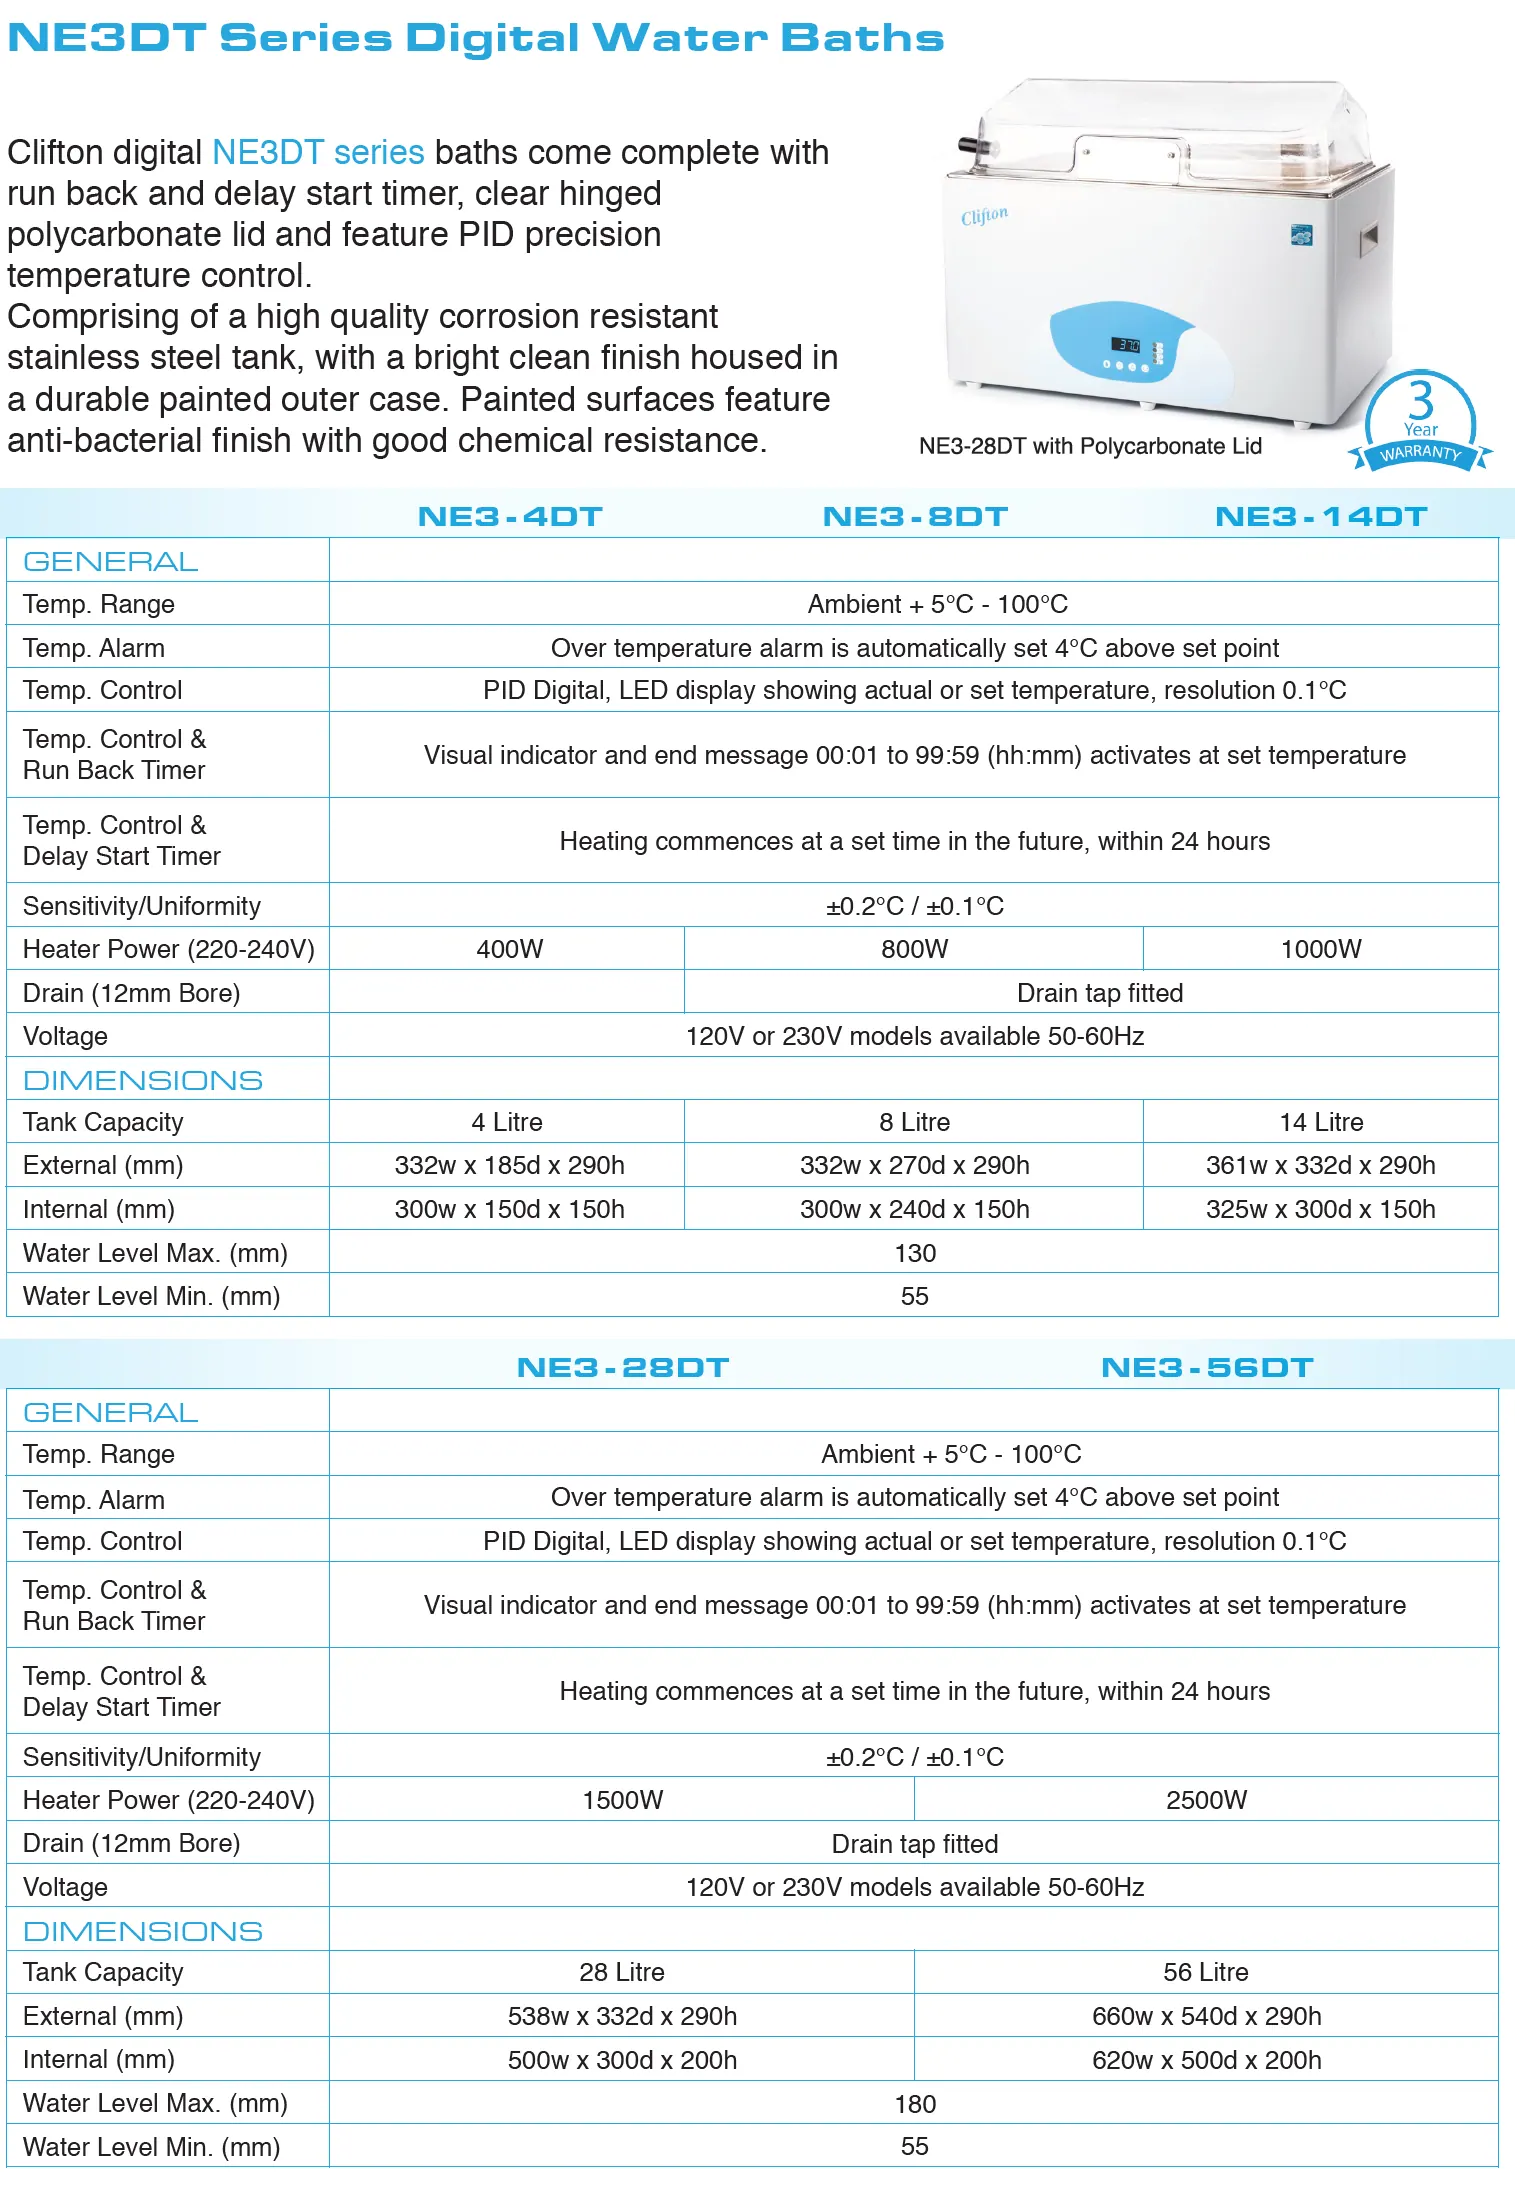 NE3DT Series Digital Water Baths
Clifton digital NE3DT series baths come complete with
run back and delay start timer, clear hinged
polycarbonate lid and feature PID precision
temperature control.
Comprising of a high quality corrosion resistant
stainless steel tank, with a bright clean finish housed in
a durable painted outer case. Painted surfaces feature
anti-bacterial finish with good chemical resistance.
Clifton
37.0
NE3-28DT with Polycarbonate Lid
3
Year
WARRANTY
NE3-4DT NE3-8DT NE3-14DT
GENERAL
Temp. Range Ambient + 5°C - 100°C
Temp. Alarm Over temperature alarm is automatically set 4°C above set point
Temp. Control PID Digital, LED display showing actual or set temperature, resolution 0.1°C
Temp. Control &
Run Back Timer Visual indicator and end message 00:01 to 99:59 (hh:mm) activates at set temperature
Temp. Control &
Delay Start Timer Heating commences at a set time in the future, within 24 hours
Sensitivity/Uniformity ±0.2°C / ±0.1°C
Heater Power (220-240V) 400W 800W 1000W
Drain (12mm Bore) Drain tap fitted
Voltage 120V or 230V models available 50-60Hz
DIMENSIONS
Tank Capacity 4 Litre 8 Litre 14 Litre
External (mm) 332w x 185d x 290h 332w x 270d x 290h 361w x 332d x 290h
Internal (mm) 300w x 150d x 150h 300w x 240d x 150h 325w x 300d x 150h
Water Level Max. (mm) 130
Water Level Min. (mm) 55
NE3-28DT NE3-56DT
GENERAL
Temp. Range Ambient + 5°C - 100°C
Temp. Alarm Over temperature alarm is automatically set 4°C above set point
Temp. Control PID Digital, LED display showing actual or set temperature, resolution 0.1°C
Temp. Control &
Run Back Timer Visual indicator and end message 00:01 to 99:59 (hh:mm) activates at set temperature
Temp. Control &
Delay Start Timer Heating commences at a set time in the future, within 24 hours
Sensitivity/Uniformity ±0.2°C / ±0.1°C
Heater Power (220-240V) 1500W 2500W
Drain (12mm Bore) Drain tap fitted
Voltage 120V or 230V models available 50-60Hz
DIMENSIONS
Tank Capacity 28 Litre 56 Litre
External (mm) 538w x 332d x 290h 660w x 540d x 290h
Internal (mm) 500w x 300d x 200h 620w x 500d x 200h
Water Level Max. (mm) 180
Water Level Min. (mm) 55